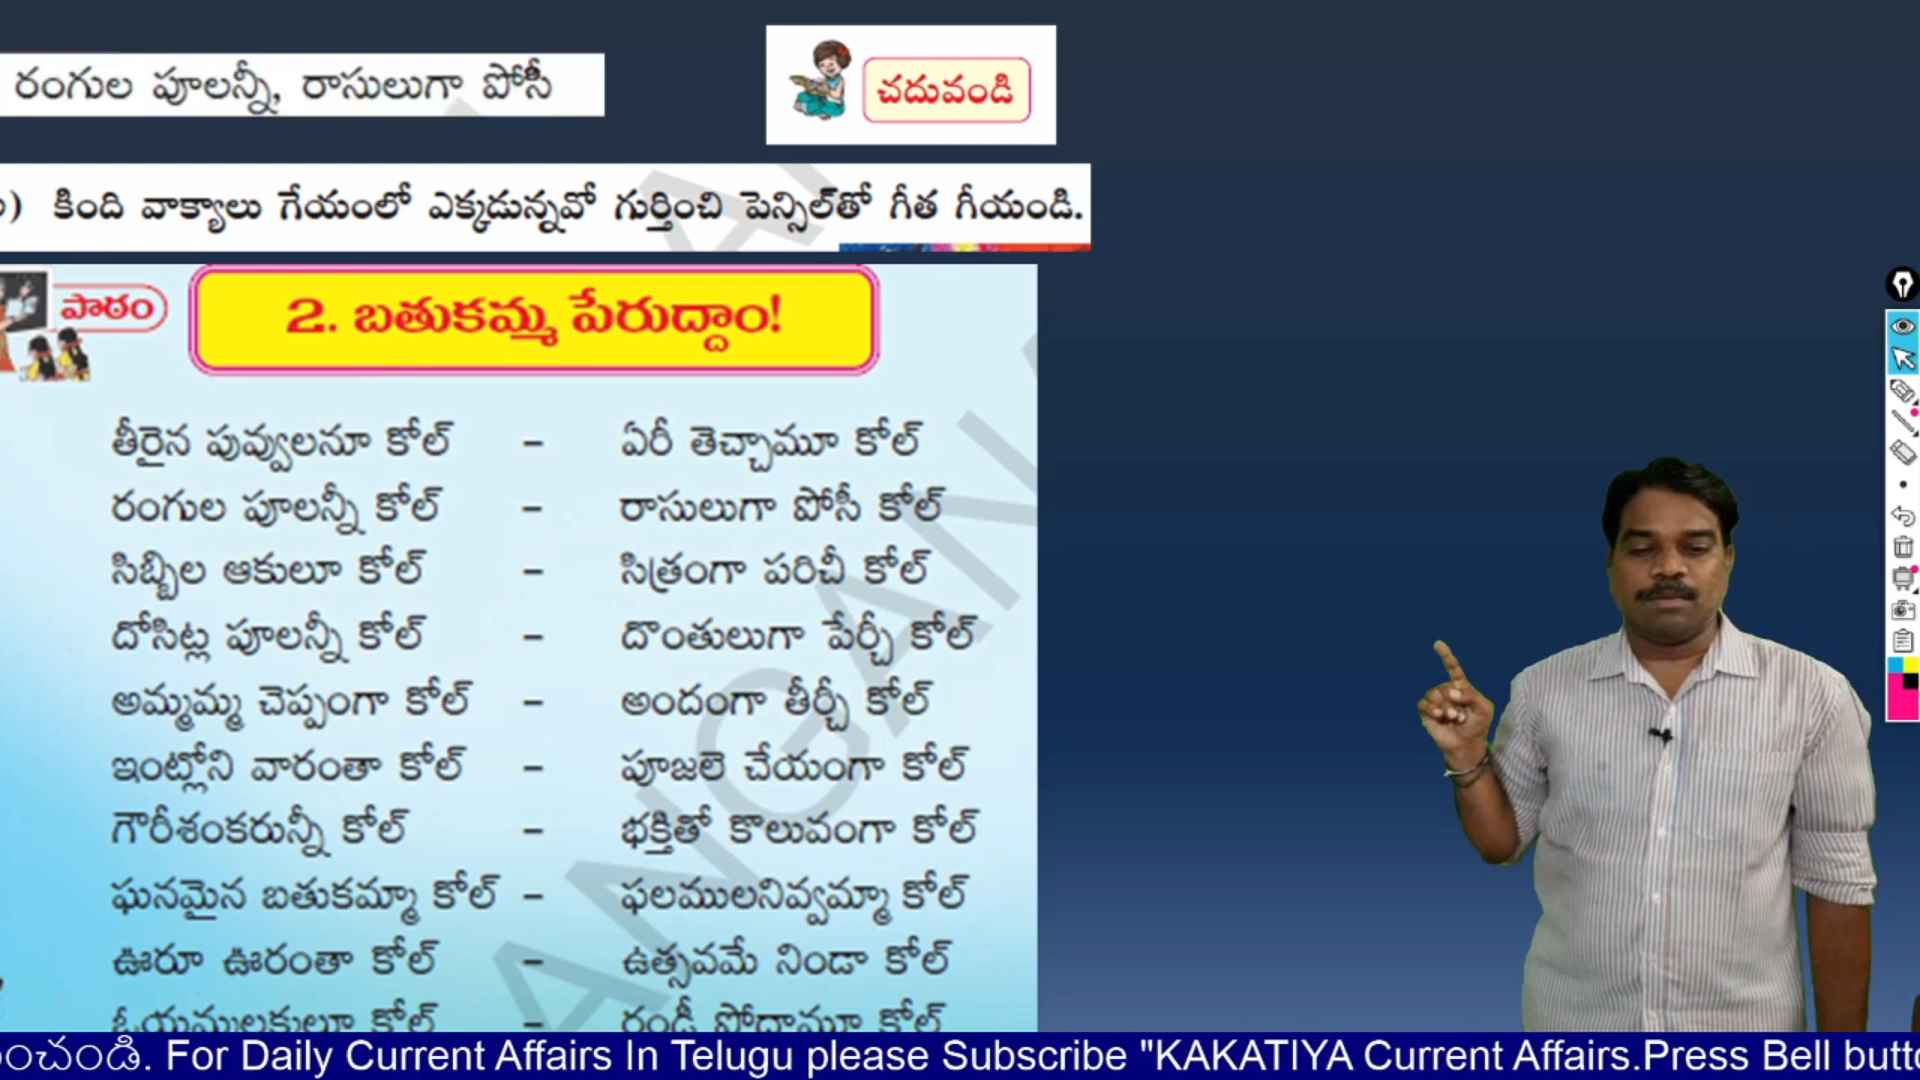 రంగుల పూలన్నీ, రాసులుగా పోసీ
చదువండి
కింది వాక్యాలు గేయంలో ఎక్కడున్నవో గుర్తించి పెన్సిల్‌తో గీత గీయండి.
పాఠం
2. బతుకమ్మ పేరుద్దాం!
తీరైన పువ్వులనూ కోల్ - ఏరీ తెచ్చామూ కోల్
రంగుల పూలన్నీ కోల్ - రాసులుగా పోసీ కోల్
సిబ్బిల ఆకులూ కోల్ - సిత్రంగా పరిచీ కోల్
దోసిట్ల పూలన్నీ కోల్ - దొంతులుగా పేర్చీ కోల్
అమ్మమ్మ చెప్పంగా కోల్ - అందంగా తీర్చీ కోల్
ఇంట్లోని వారంతా కోల్ - పూజలె చేయంగా కోల్
గౌరీశంకరున్నీ కోల్ - భక్తితో కొలువంగా కోల్
ఘనమైన బతుకమ్మా కోల్ - ఫలములనివ్వమ్మా కోల్
ఊరూ ఊరంతా కోల్ - ఉత్సవమే నిండా కోల్
కోల్ - రండీ పోదామూ కోల్
ంచండి. For Daily Current Affairs In Telugu please Subscribe "KAKATIYA Current Affairs.Press Bell butto
ANGANA